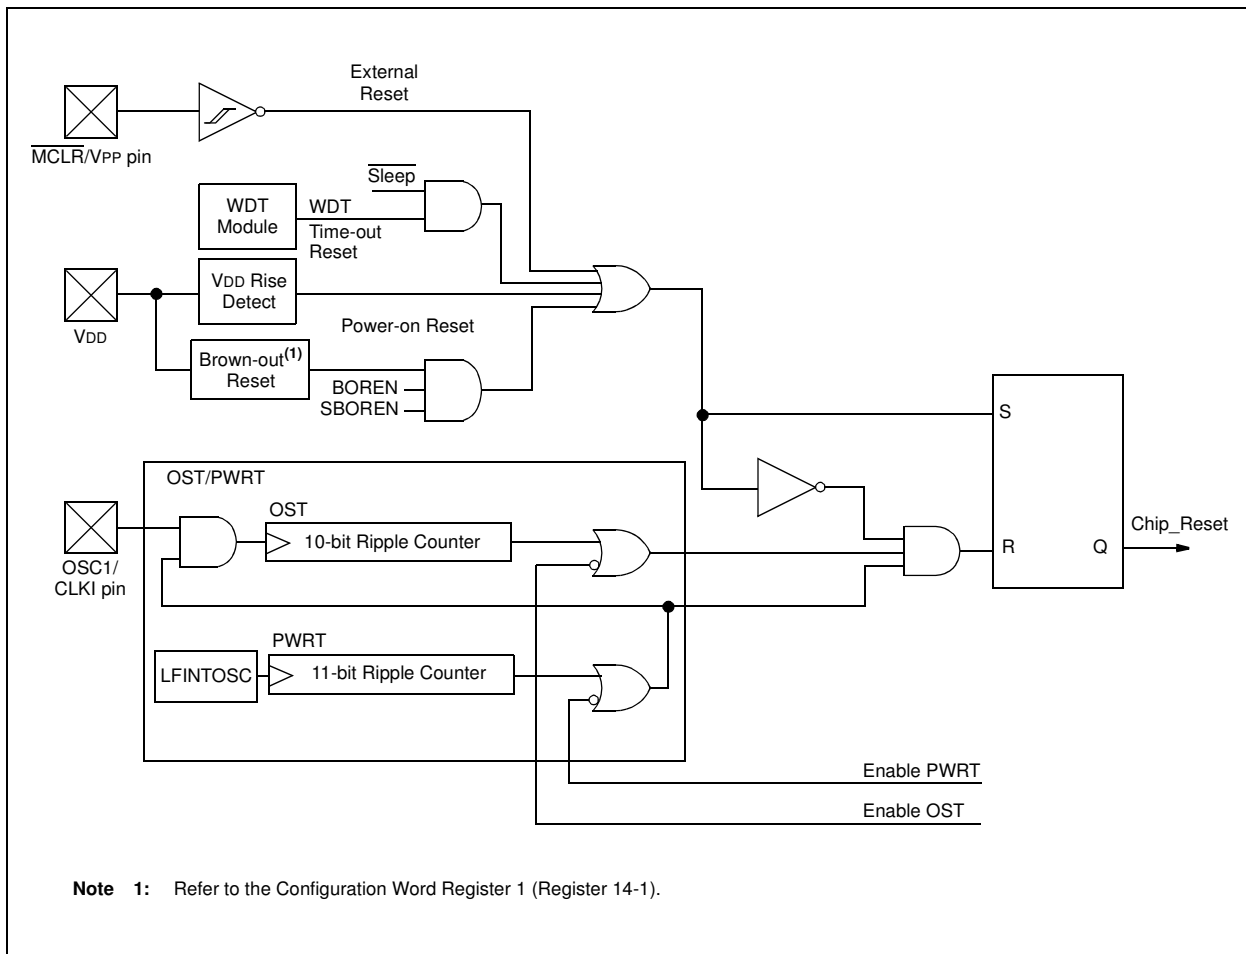 External
Reset
MCLR/VPP pin
Sleep
WDT
Module
WDT
Time-out
Reset
VDD Rise
Detect
VDD
Power-on Reset
Brown-out(1)
Reset
BOREN
SBOREN
S
OST/PWRT
OST
10-bit Ripple Counter
OSC1/
CLKI pin
Chip_Reset
R
Q
PWRT
LFINTOSC
11-bit Ripple Counter
Enable PWRT
Enable OST
Note 1: Refer to the Configuration Word Register 1 (Register 14-1).